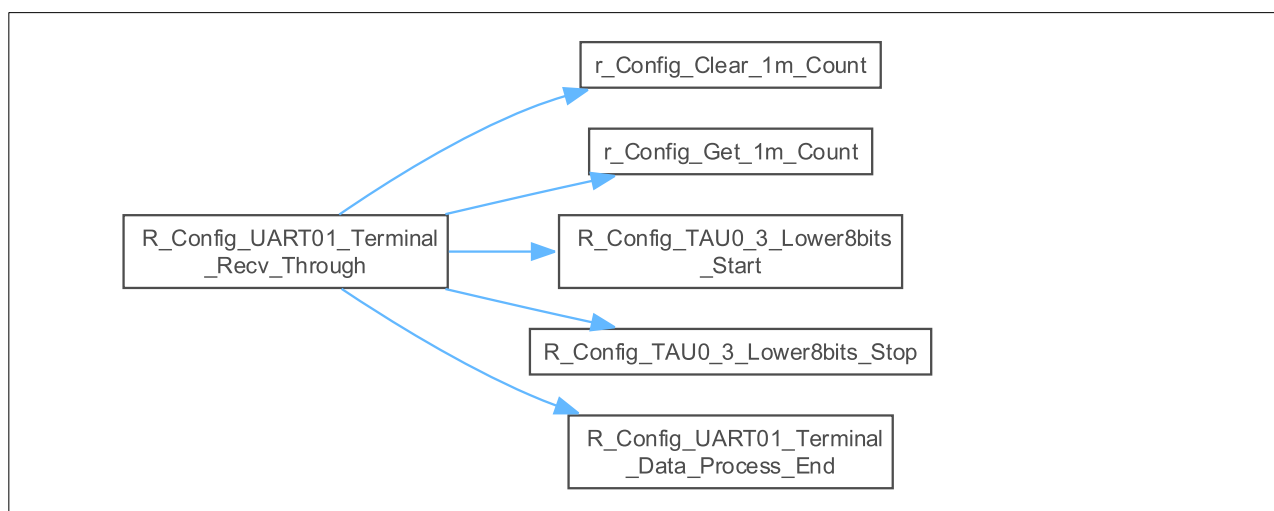 r_Config_Clear_1m_Count
r_Config_Get_1m_Count
R_Config_UART01_Terminal
_Recv_Through
R_Config_TAU0_3_Lower8bits
_Start
R_Config_TAU0_3_Lower8bits_Stop
R_Config_UART01_Terminal
_Data_Process_End